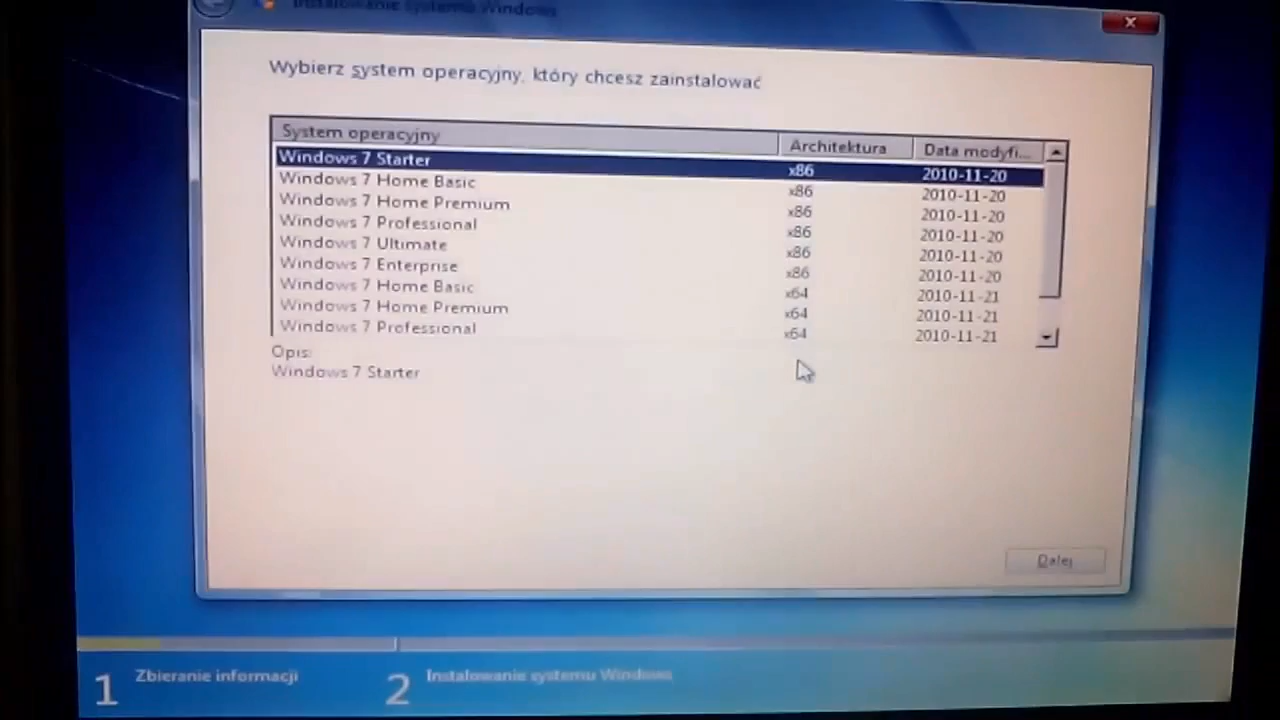 Instalowanie systemu Windows
Wybierz system operacyjny, który chcesz zainstalować
System operacyjny Architektura Data modyfi...
Windows 7 Starter x86 2010-11-20
Windows 7 Home Basic x86 2010-11-20
Windows 7 Home Premium x86 2010-11-20
Windows 7 Professional x86 2010-11-20
Windows 7 Ultimate x86 2010-11-20
Windows 7 Enterprise x86 2010-11-20
Windows 7 Home Basic x64 2010-11-21
Windows 7 Home Premium x64 2010-11-21
Windows 7 Professional x64 2010-11-21
Opis:
Windows 7 Starter
Dalej
1 Zbieranie informacji 2 Instalowanie systemu Windows